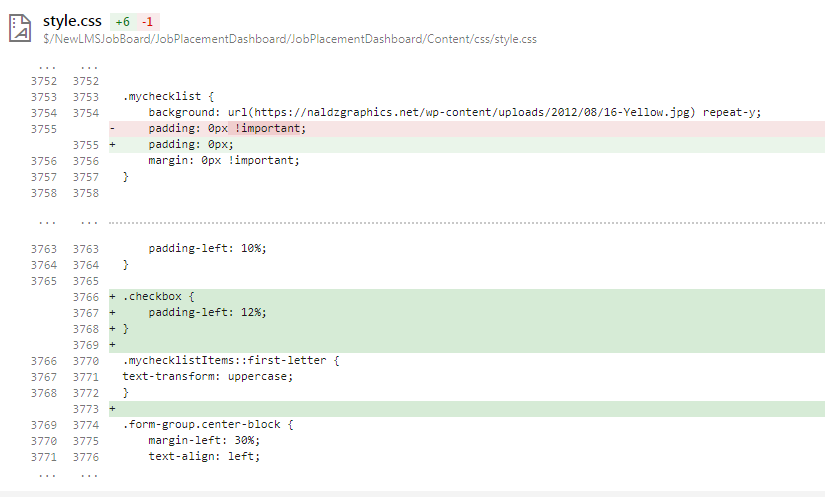 style.css +6 -1
$/NewLMSJobBoard/JobPlacementDashboard/JobPlacementDashboard/Content/css/style.css
... ...
3752 3752
3753 3753 .mychecklist {
3754 3754 background: url(https://naldzgraphics.net/wp-content/uploads/2012/08/16-Yellow.jpg) repeat-y;
3755 - padding: 0px !important;
3755 + padding: 0px;
3756 3756 margin: 0px !important;
3757 3757 }
3758 3758
... ...
3763 3763 padding-left: 10%;
3764 3764 }
3765 3765
3766 + .checkbox {
3767 + padding-left: 12%;
3768 + }
3769 +
3766 3770 .mychecklistItems::first-letter {
3767 3771 text-transform: uppercase;
3768 3772 }
3773 +
3769 3774 .form-group.center-block {
3770 3775 margin-left: 30%;
3771 3776 text-align: left;
... ...